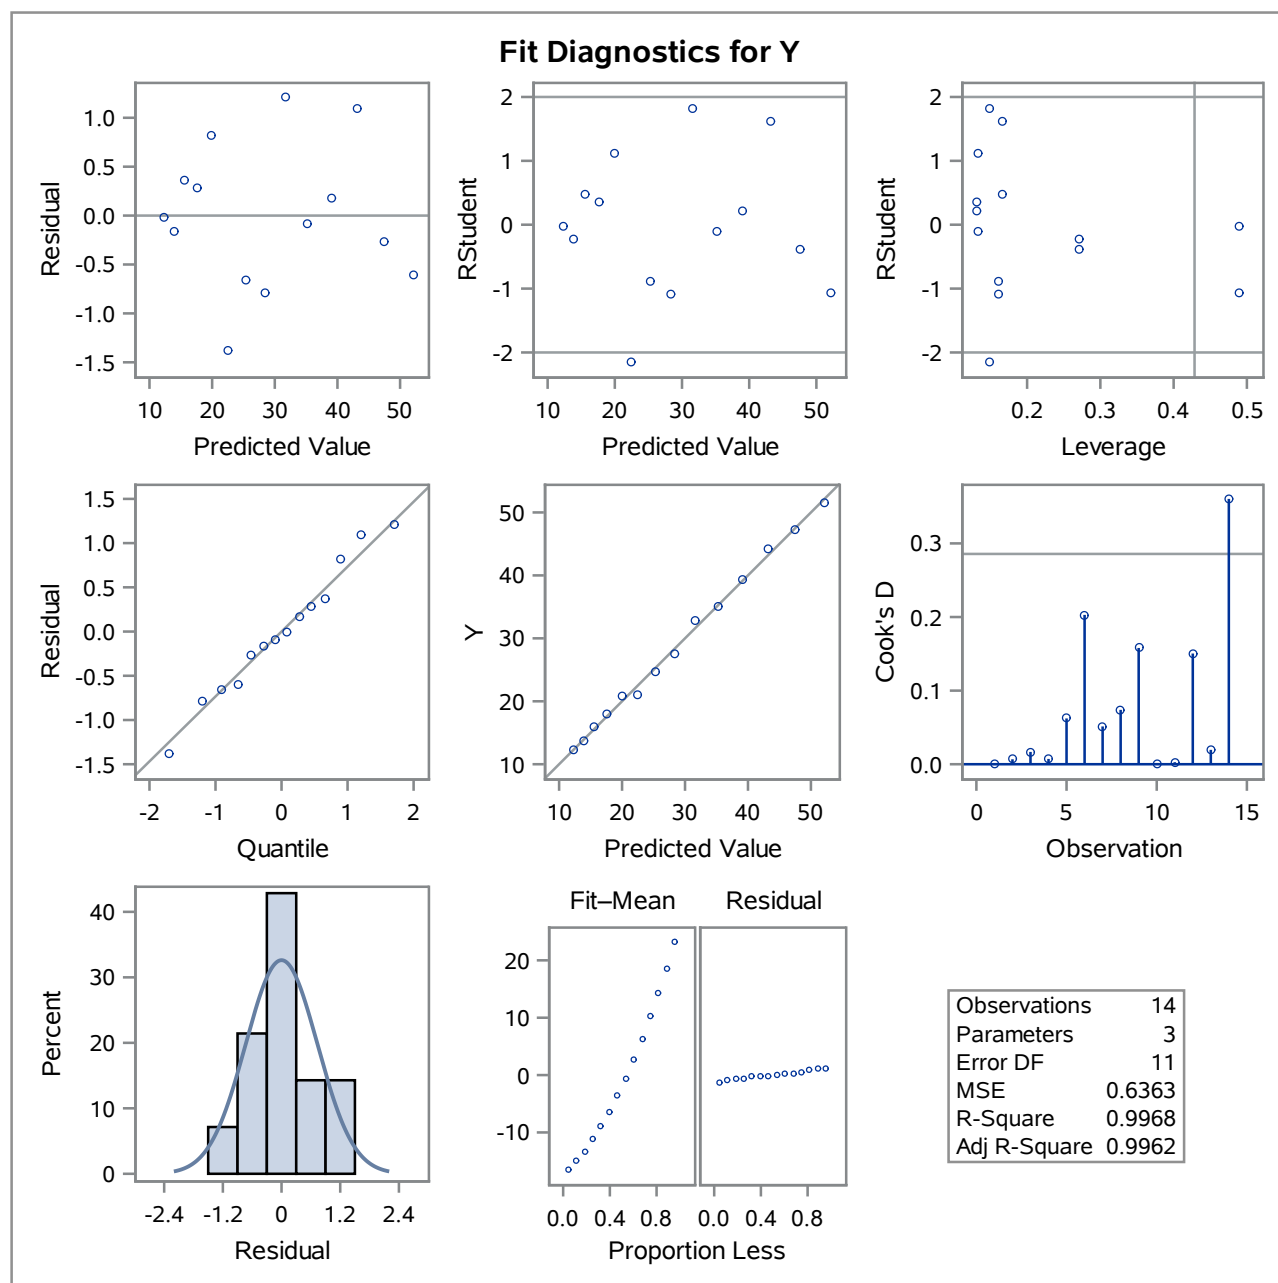 Fit Diagnostics for Y
1.0
0.5
0.0
-0.5
-1.0
-1.5
Residual
10 20 30 40 50
Predicted Value
2
1
0
-1
-2
RStudent
10 20 30 40 50
Predicted Value
2
1
0
-1
-2
RStudent
0.2 0.3 0.4 0.5
Leverage
1.5
1.0
0.5
0.0
-0.5
-1.0
-1.5
Residual
-2 -1 0 1 2
Quantile
50
40
30
20
10
Y
10 20 30 40 50
Predicted Value
0.3
0.2
0.1
0.0
Cook's D
0 5 10 15
Observation
40
30
20
10
0
Percent
-2.4 -1.2 0 1.2 2.4
Residual
Fit–Mean Residual
20
10
0
-10
0.0 0.4 0.8 0.0 0.4 0.8
Proportion Less
Observations 14
Parameters 3
Error DF 11
MSE 0.6363
R-Square 0.9968
Adj R-Square 0.9962